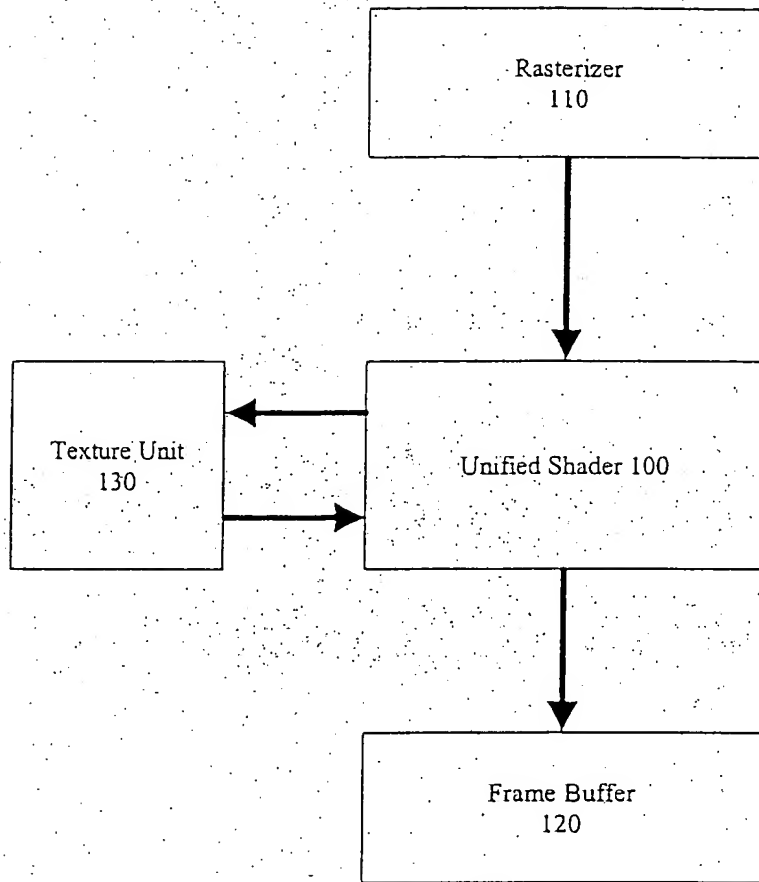 Rasterizer
110
Texture Unit
130
Unified Shader 100
Frame Buffer
120